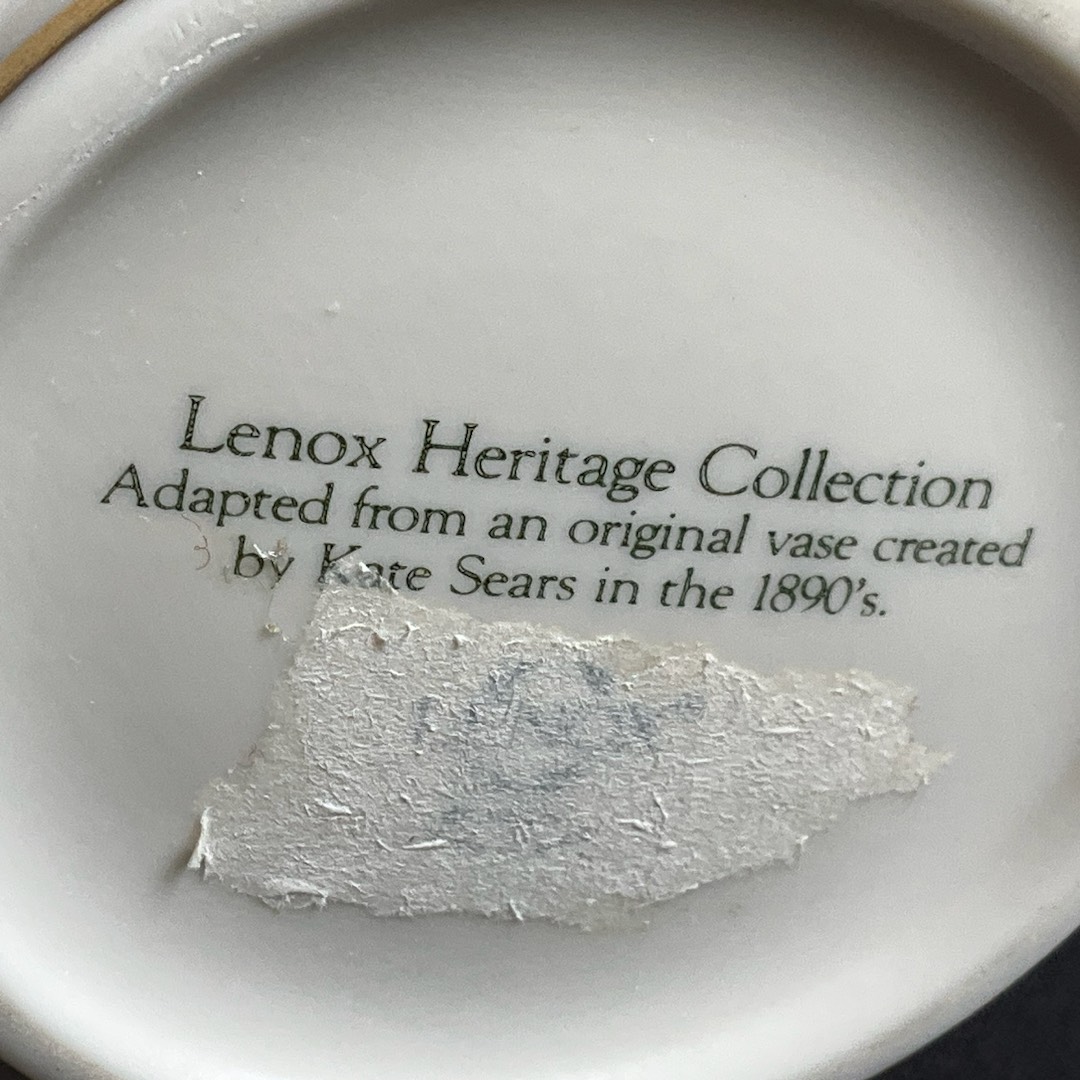 Lenox Heritage Collection
Adapted from an original vase created
by Kate Sears in the 1890's.